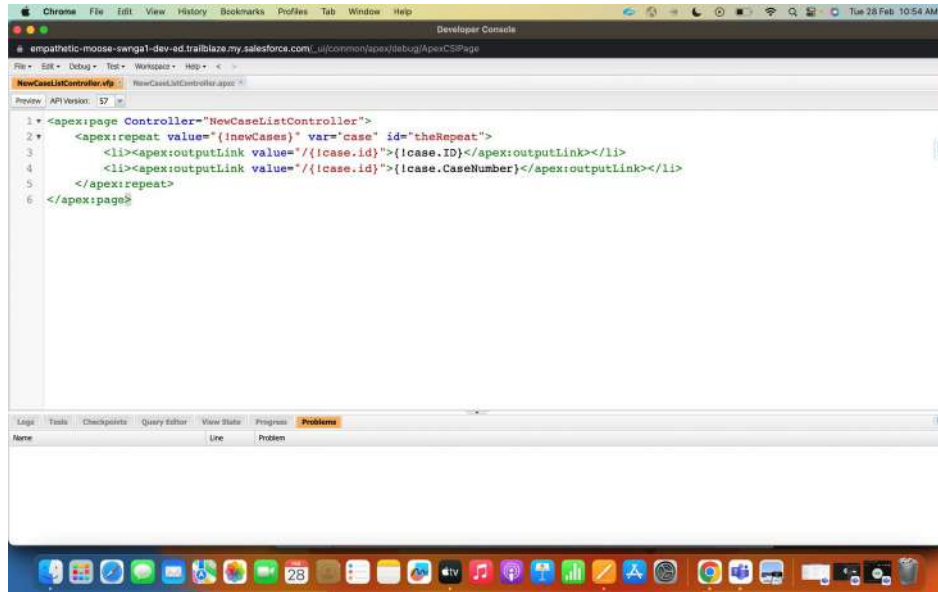 Chrome File Edit View History Bookmarks Profiles Tab Window Help Tue 28 Feb 10:54 AM
Developer Console
empathetic-moose-swnga1-dev-ed.trailblaze.my.salesforce.com/_ui/common/apex/debug/ApexCSIPage
File Edit Debug Test Workspace Help < >
NewCaseListController.vfp NewCaseListController.apxc
Preview API Version: 57
1 <apex:page Controller="NewCaseListController">
2 <apex:repeat value="{!newCases}" var="case" id="theRepeat">
3 <li><apex:outputLink value="/{!case.id}">{!case.ID}</apex:outputLink></li>
4 <li><apex:outputLink value="/{!case.id}">{!case.CaseNumber}</apex:outputLink></li>
5 </apex:repeat>
6 </apex:page>
Logs Tests Checkpoints Query Editor View State Progress Problems
Name Line Problem
28
tv